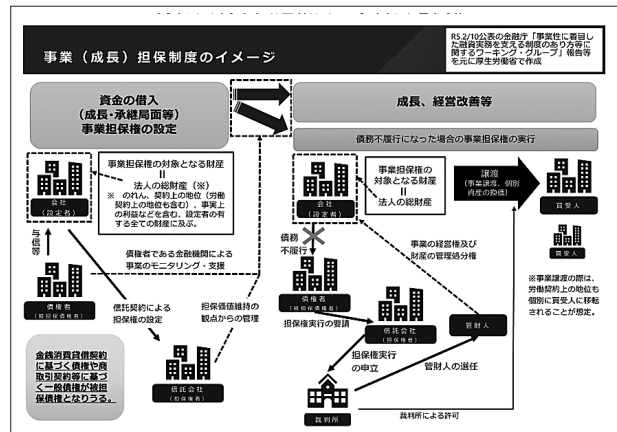 事業（成長）担保制度のイメージ
R5.2/10公表の金融庁「事業性に着目し
た融資実務を支える制度のあり方等に
関するワーキング・グループ」報告等
を元に厚生労働省で作成
資金の借入
（成長・承継局面等）
事業担保権の設定
成長、経営改善等
債務不履行になった場合の事業担保権の実行
会社
（設定者）
事業担保権の対象となる財産
＝
法人の総財産（※）
※ のれん、契約上の地位（労働
契約上の地位も含む）、事実上
の利益などを含む、設定者の有
する全ての財産に及ぶ。
与信等
債権者
（被担保債権者）
債権者である金融機関による
事業のモニタリング・支援
信託契約による
担保権の設定
担保価値維持の
観点からの管理
信託会社
（担保権者）
金銭消費貸借契約
に基づく債権や商
取引契約等に基づ
く一般債権が被担
保債権となりうる。
会社
（設定者）
事業担保権の
対象となる財産
＝
法人の総財産
譲渡
（事業譲渡、個別
資産の換価）
買受人
買受人
※事業譲渡の際は、
労働契約上の地位も
個別に買受人に移転
されることが想定。
債務
不履行
債権者
（被担保債権者）
事業の経営権及び
財産の管理処分権
担保権実行の要請
信託会社
（担保権者）
管財人
担保権実行
の申立
管財人の選任
裁判所
裁判所による許可